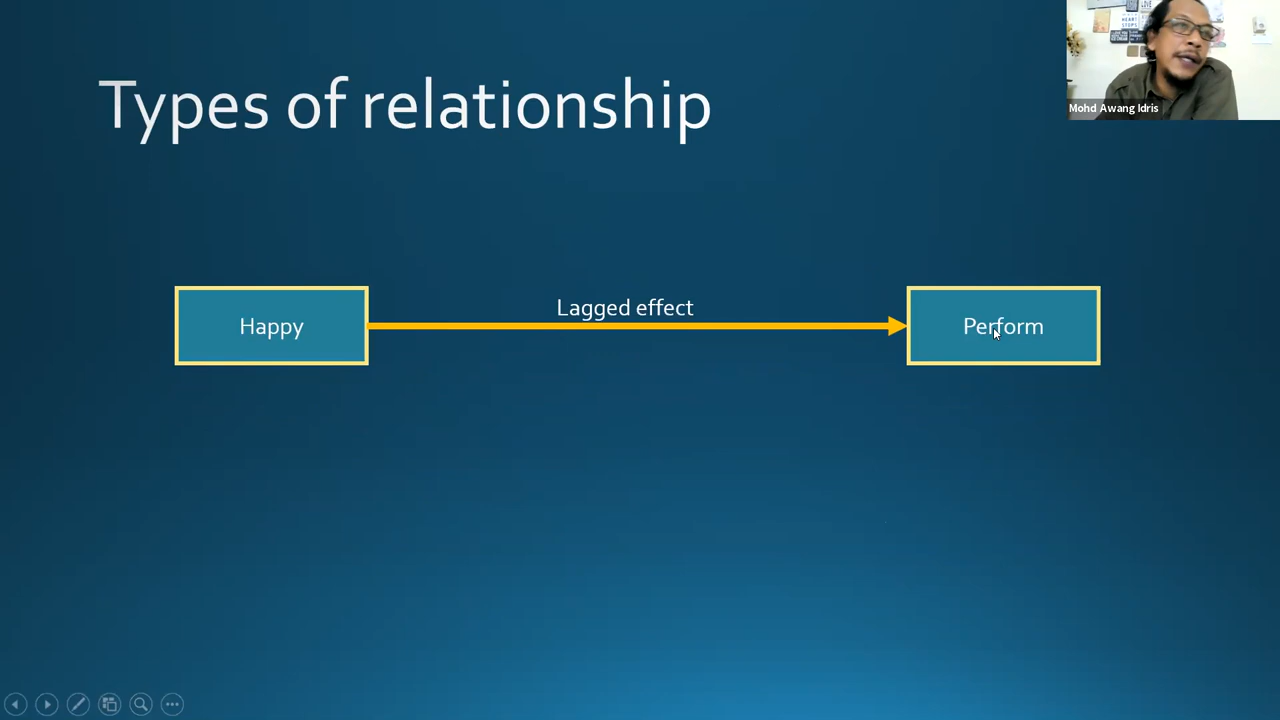 Types of relationship
Mohd Awang Idris
Lagged effect
Happy
Perform